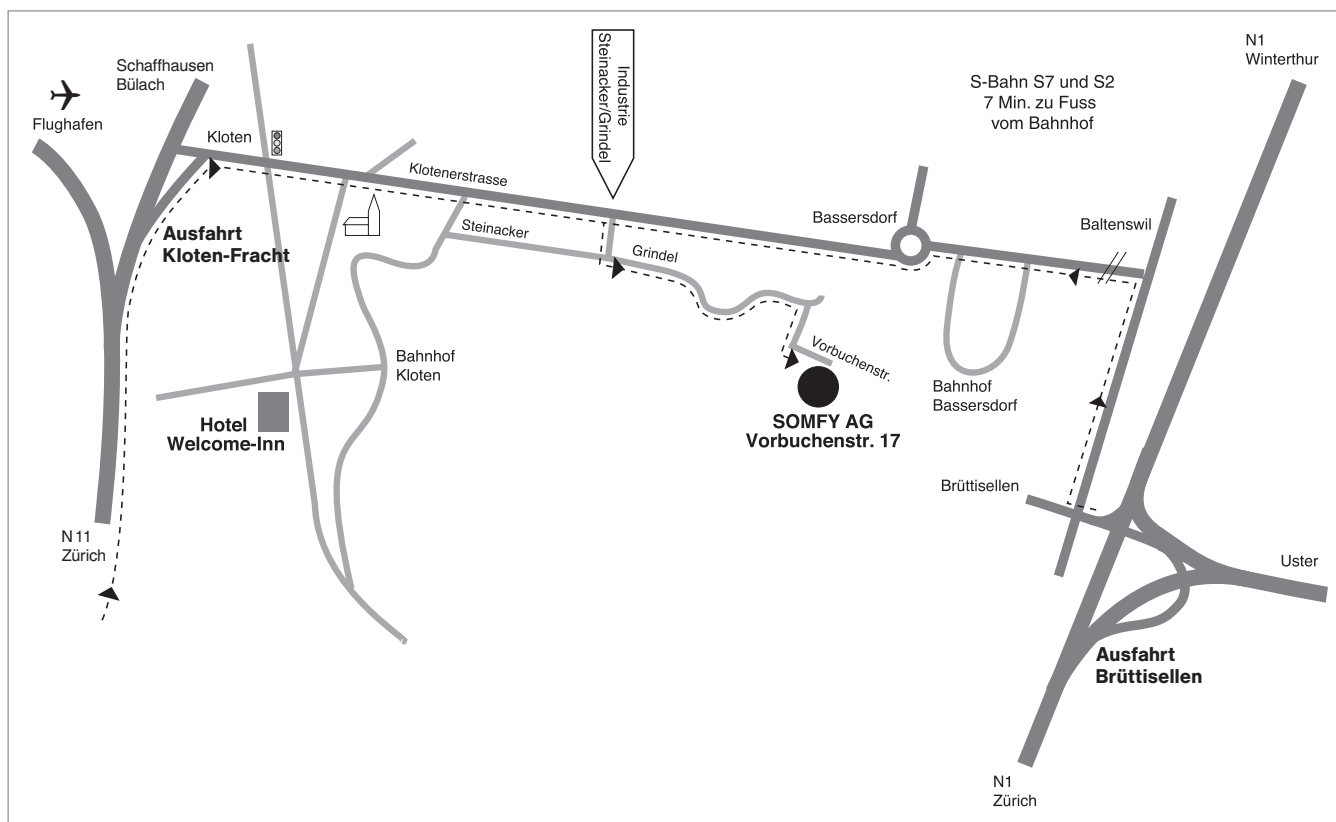 N1
Winterthur
Schaffhausen
Bülach
Flughafen
Kloten
Industrie
Steinacker/Grindel
S-Bahn S7 und S2
7 Min. zu Fuss
vom Bahnhof
Klotenerstrasse
Ausfahrt
Kloten-Fracht
Steinacker
Grindel
Bassersdorf
Baltenswil
Bahnhof
Kloten
Vorbuchenstr.
Bahnhof
Bassersdorf
Hotel
Welcome-Inn
SOMFY AG
Vorbuchenstr. 17
Brüttisellen
N11
Zürich
Uster
Ausfahrt
Brüttisellen
N1
Zürich